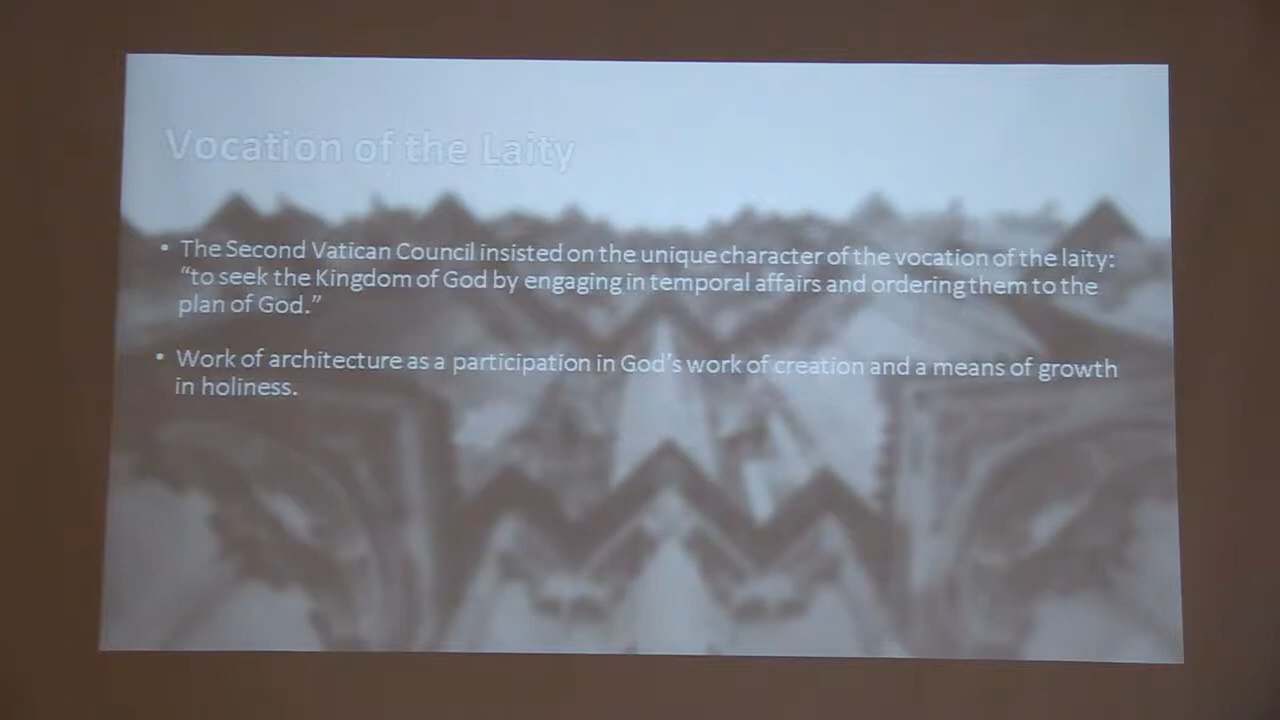 Vocation of the Laity
• The Second Vatican Council insisted on the unique character of the vocation of the laity:
“to seek the Kingdom of God by engaging in temporal affairs and ordering them to the
plan of God.”
• Work of architecture as a participation in God’s work of creation and a means of growth
in holiness.